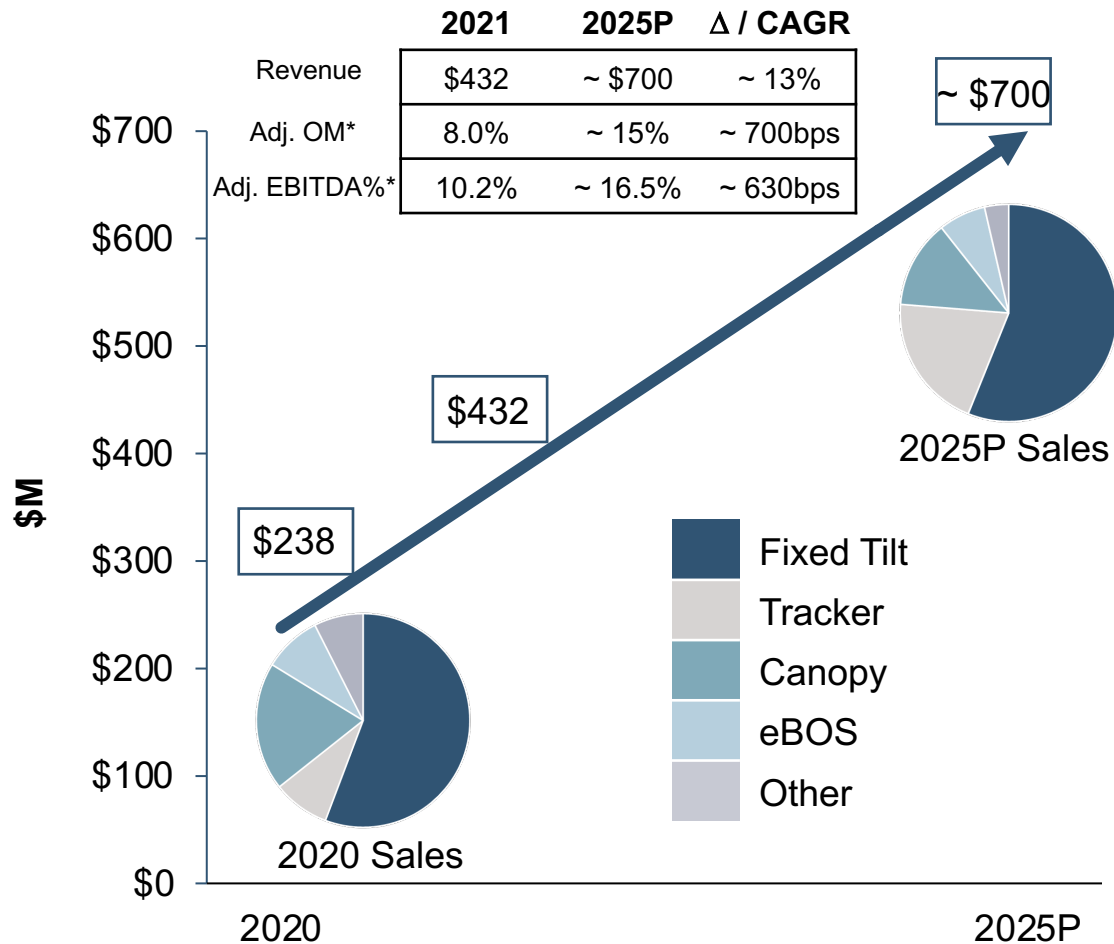 2021 2025P Δ / CAGR
Revenue $432 ~ $700 ~ 13%
Adj. OM* 8.0% ~ 15% ~ 700bps
Adj. EBITDA%* 10.2% ~ 16.5% ~ 630bps
~ $700
$700
$600
$500
$400
$300
$200
$100
$0
$M
$432
$238
2025P Sales
Fixed Tilt
Tracker
Canopy
eBOS
Other
2020 Sales
2020 2025P